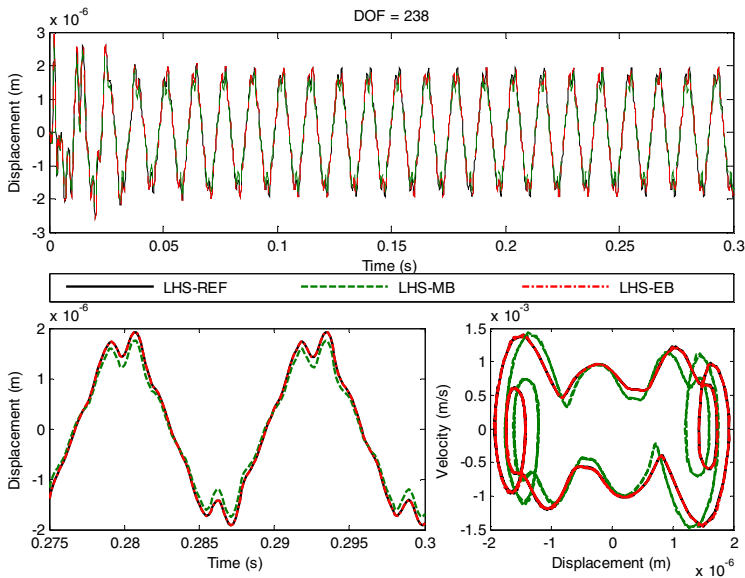 DOF = 238
x 10⁻⁶
3
2
1
0
-1
-2
-3
Displacement (m)
0 0.05 0.1 0.15 0.2 0.25 0.3
Time (s)
LHS-REF LHS-MB LHS-EB
x 10⁻⁶
2
1
0
-1
-2
Displacement (m)
0.275 0.28 0.285 0.29 0.295 0.3
Time (s)
x 10⁻³
1.5
1
0.5
0
-0.5
-1
-1.5
Velocity (m/s)
-2 -1 0 1 2
Displacement (m)
x 10⁻⁶